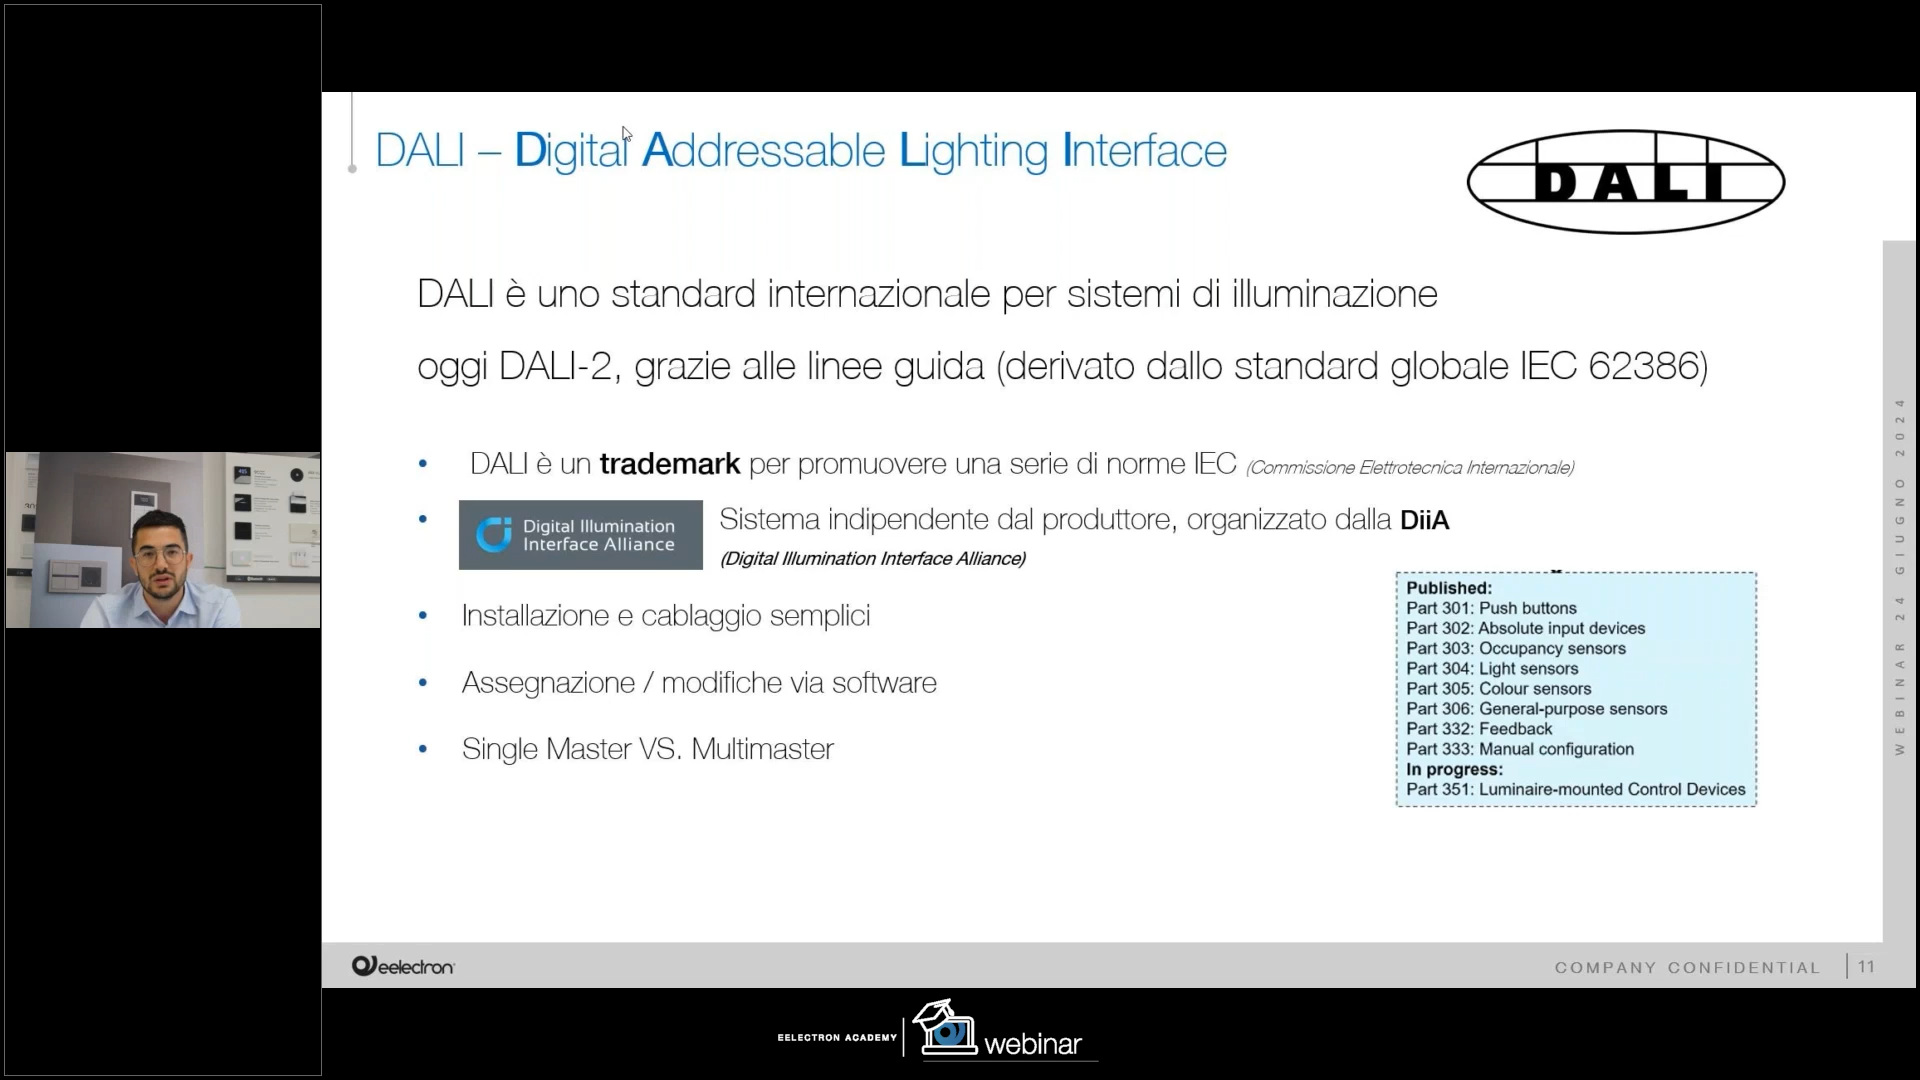 DALI – Digital Addressable Lighting Interface
DALI
DALI è uno standard internazionale per sistemi di illuminazione
oggi DALI-2, grazie alle linee guida (derivato dallo standard globale IEC 62386)
• DALI è un trademark per promuovere una serie di norme IEC (Commissione Elettrotecnica Internazionale)
• Digital Illumination
Interface Alliance
Sistema indipendente dal produttore, organizzato dalla DiiA
(Digital Illumination Interface Alliance)
• Installazione e cablaggio semplici
• Assegnazione / modifiche via software
• Single Master VS. Multimaster
Published:
Part 301: Push buttons
Part 302: Absolute input devices
Part 303: Occupancy sensors
Part 304: Light sensors
Part 305: Colour sensors
Part 306: General-purpose sensors
Part 332: Feedback
Part 333: Manual configuration
In progress:
Part 351: Luminaire-mounted Control Devices
WEBINAR 24 GIUGNO 2024
eelectron
COMPANY CONFIDENTIAL
11
EELECTRON ACADEMY
webinar